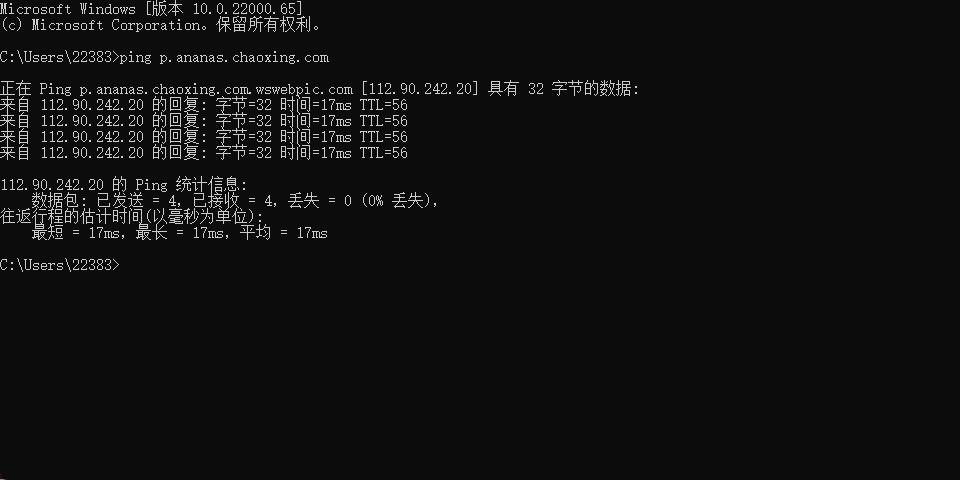 Microsoft Windows [版本 10.0.22000.65]
(c) Microsoft Corporation。保留所有权利。
C:\Users\22383>ping p.ananas.chaoxing.com
正在 Ping p.ananas.chaoxing.com.wswebpic.com [112.90.242.20] 具有 32 字节的数据:
来自 112.90.242.20 的回复: 字节=32 时间=17ms TTL=56
来自 112.90.242.20 的回复: 字节=32 时间=17ms TTL=56
来自 112.90.242.20 的回复: 字节=32 时间=17ms TTL=56
来自 112.90.242.20 的回复: 字节=32 时间=17ms TTL=56
112.90.242.20 的 Ping 统计信息:
数据包: 已发送 = 4, 已接收 = 4, 丢失 = 0 (0% 丢失),
往返行程的估计时间(以毫秒为单位):
最短 = 17ms, 最长 = 17ms, 平均 = 17ms
C:\Users\22383>